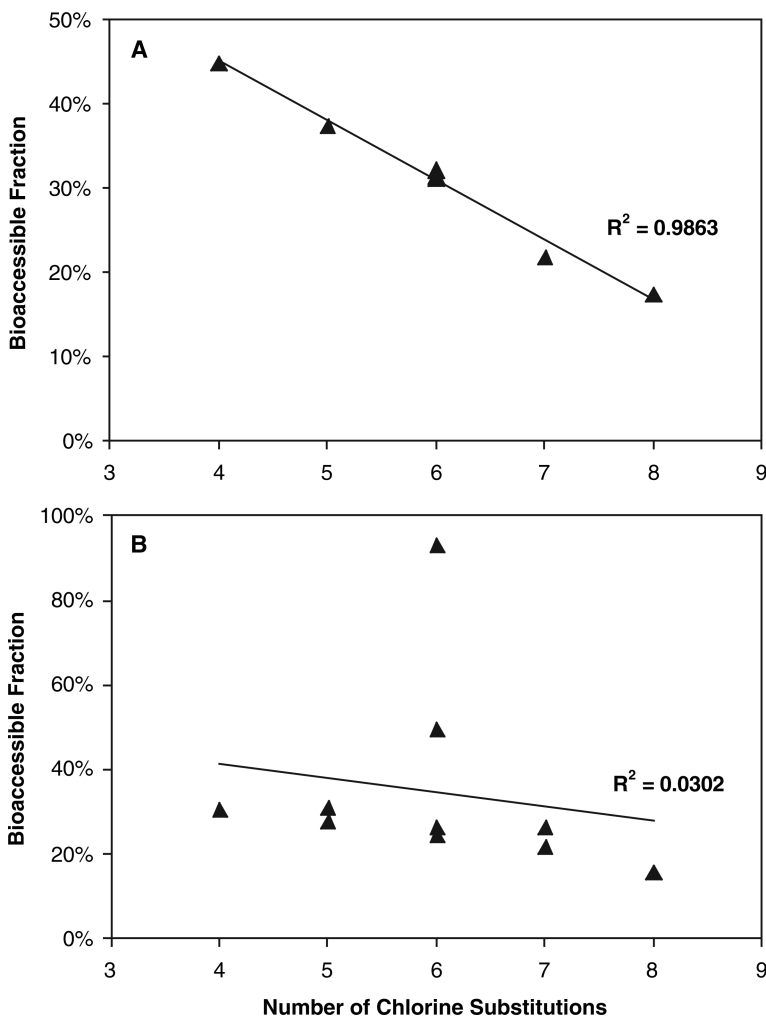 50%
A
40%
30%
R² = 0.9863
20%
10%
0%
3 4 5 6 7 8 9
Bioaccessible Fraction
100%
B
80%
60%
40%
R² = 0.0302
20%
0%
3 4 5 6 7 8 9
Bioaccessible Fraction
Number of Chlorine Substitutions